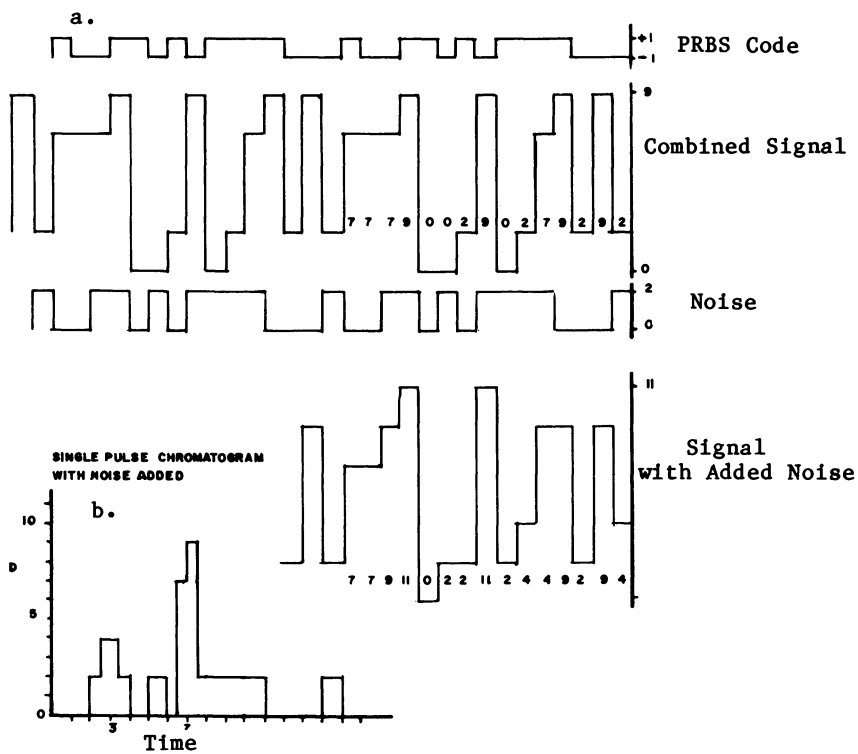 a.
+1
-1
PRBS Code
9
Combined Signal
7 7 7 9 0 0 2 9 0 2 7 9 2 9 2
0
2
0
Noise
11
Signal
with Added Noise
7 7 9 11 0 2 2 11 2 4 4 9 2 9 4
SINGLE PULSE CHROMATOGRAM
WITH NOISE ADDED
b.
10
5
0
3 7
Time